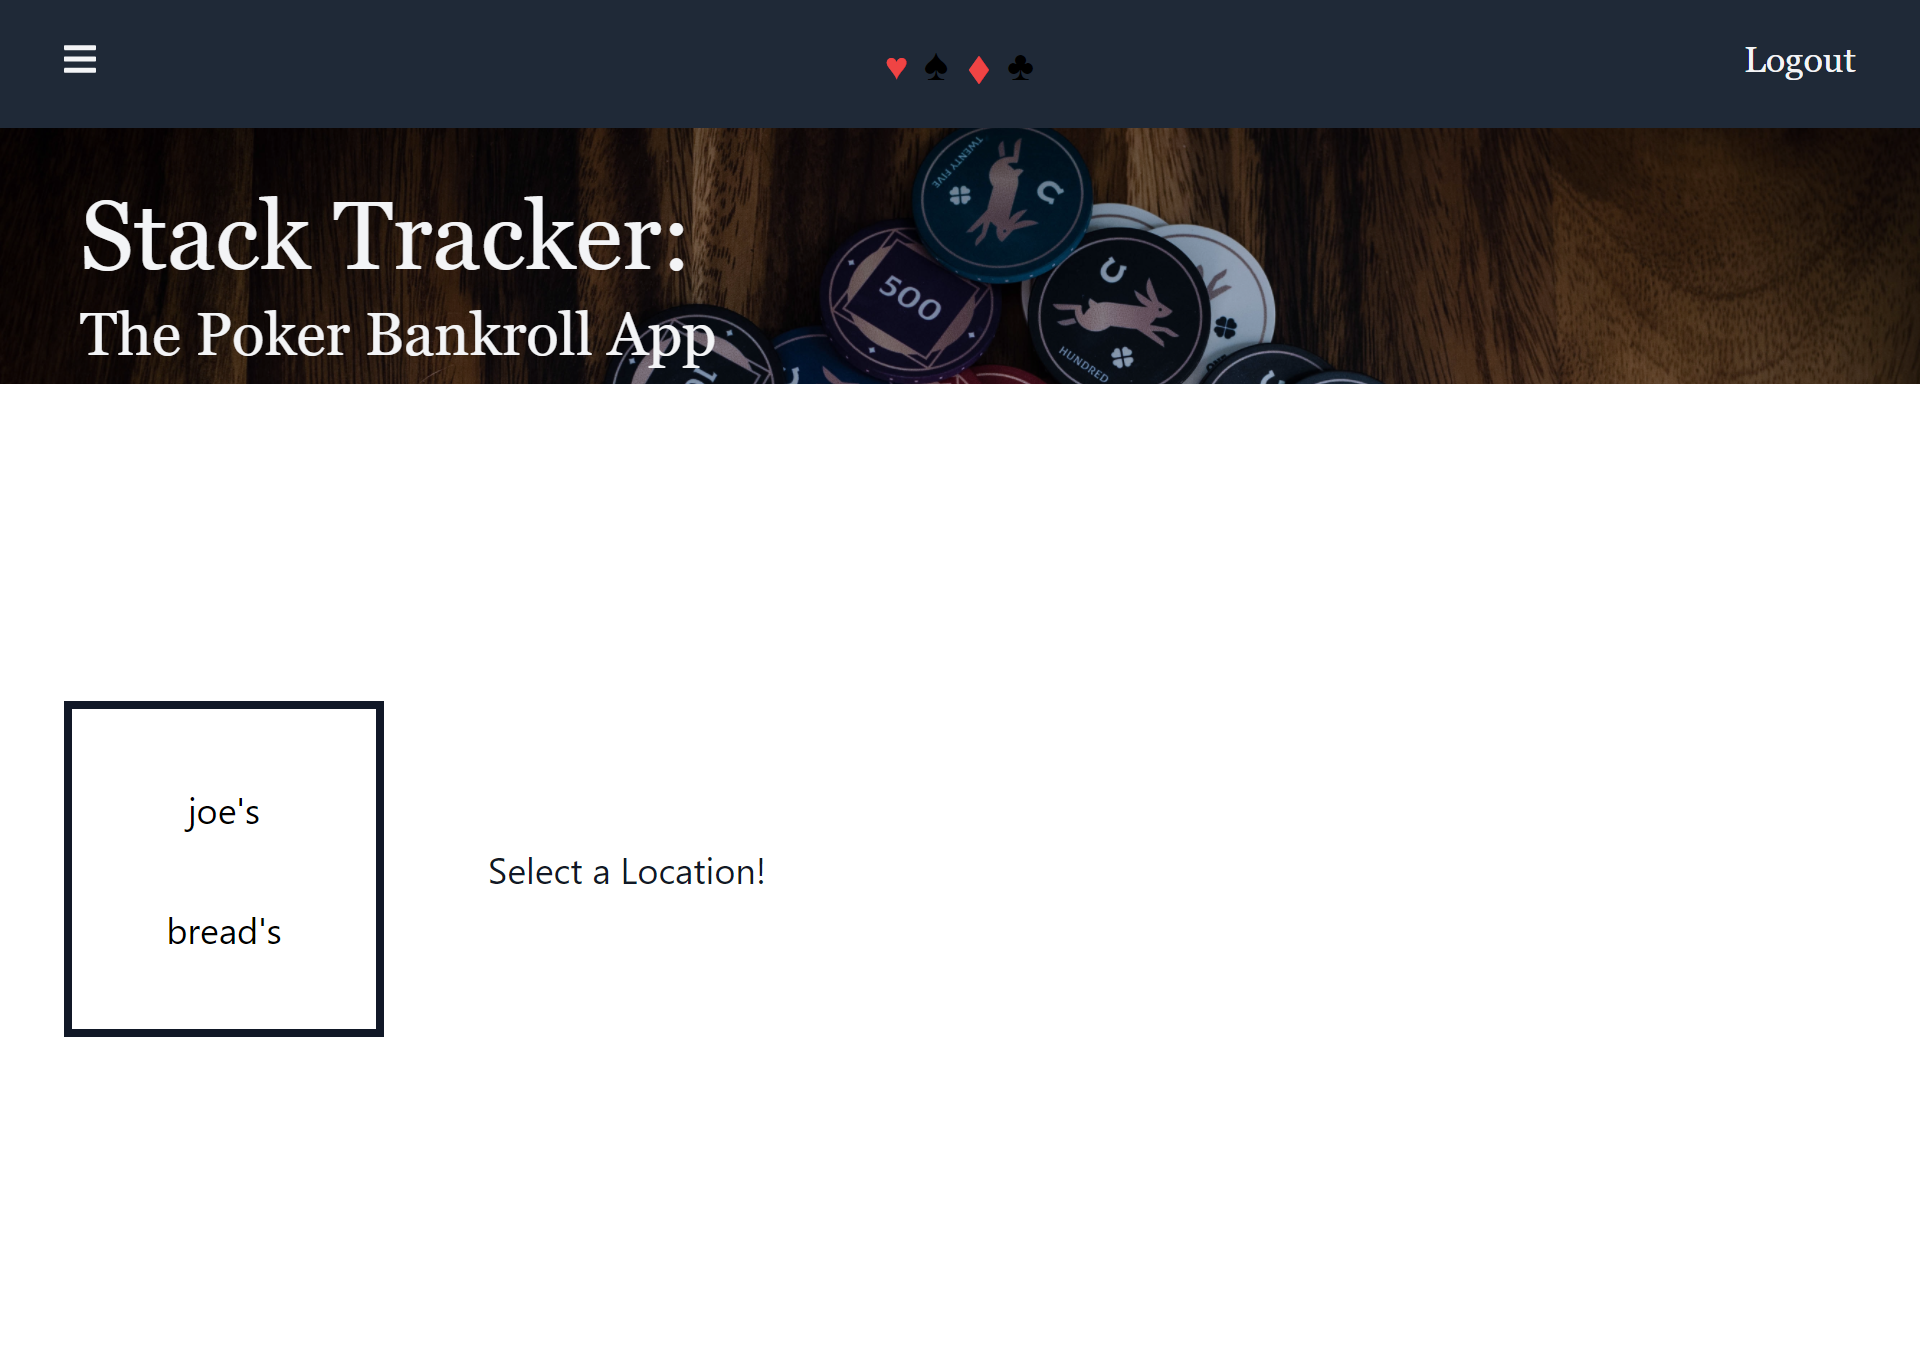 ♥ ♠ ♦ ♣
Logout
Stack Tracker:
The Poker Bankroll App
TWENTY FIVE
500
HUNDRED
joe's
Select a Location!
bread's